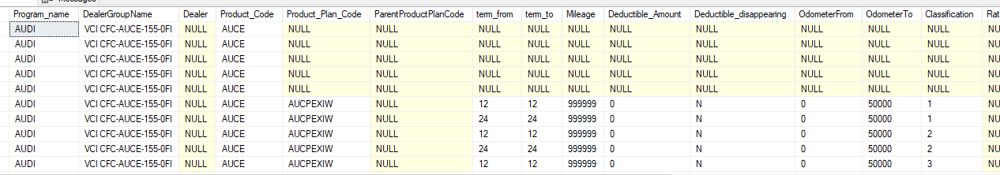 Messages
Program_name DealerGroupName Dealer Product_Code Product_Plan_Code ParentProductPlanCode term_from term_to Mileage Deductible_Amount Deductible_disappearing OdometerFrom OdometerTo Classification Rat
AUDI VCI CFC-AUCE-155-0FI NULL AUCE NULL NULL NULL NULL NULL NULL NULL NULL NULL NULL NU
AUDI VCI CFC-AUCE-155-0FI NULL AUCE NULL NULL NULL NULL NULL NULL NULL NULL NULL NULL NU
AUDI VCI CFC-AUCE-155-0FI NULL AUCE NULL NULL NULL NULL NULL NULL NULL NULL NULL NULL NU
AUDI VCI CFC-AUCE-155-0FI NULL AUCE NULL NULL NULL NULL NULL NULL NULL NULL NULL NULL NU
AUDI VCI CFC-AUCE-155-0FI NULL AUCE NULL NULL NULL NULL NULL NULL NULL NULL NULL NULL NU
AUDI VCI CFC-AUCE-155-0FI NULL AUCE AUCPEXIW NULL 12 12 999999 0 N 0 50000 1 NU
AUDI VCI CFC-AUCE-155-0FI NULL AUCE AUCPEXIW NULL 24 24 999999 0 N 0 50000 1 NU
AUDI VCI CFC-AUCE-155-0FI NULL AUCE AUCPEXIW NULL 12 12 999999 0 N 0 50000 2 NU
AUDI VCI CFC-AUCE-155-0FI NULL AUCE AUCPEXIW NULL 24 24 999999 0 N 0 50000 2 NU
AUDI VCI CFC-AUCE-155-0FI NULL AUCE AUCPEXIW NULL 12 12 999999 0 N 0 50000 3 NU